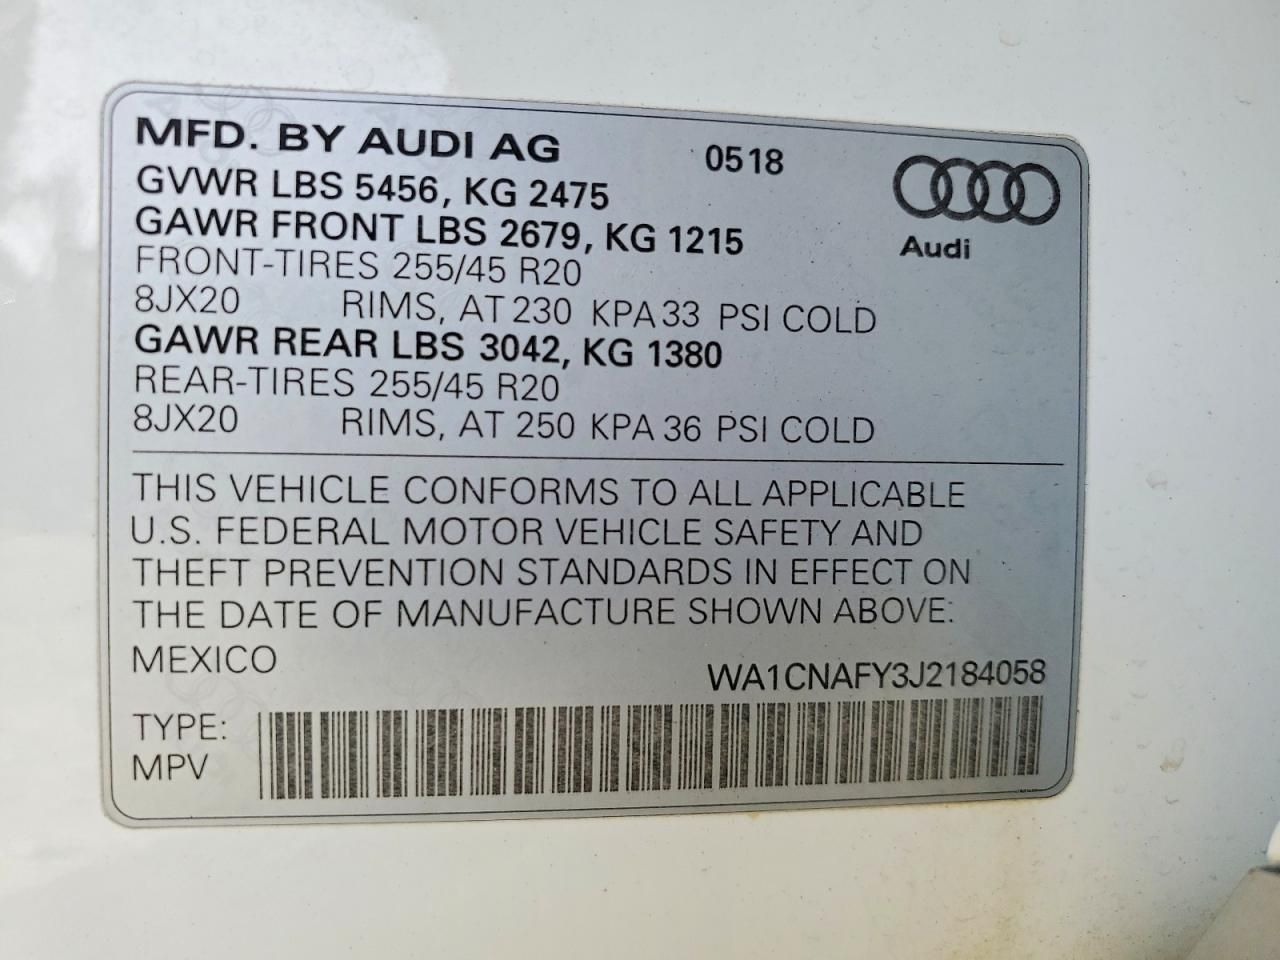 MFD. BY AUDI AG 0518
GVWR LBS 5456, KG 2475
GAWR FRONT LBS 2679, KG 1215
Audi
FRONT-TIRES 255/45 R20
8JX20 RIMS, AT 230 KPA 33 PSI COLD
GAWR REAR LBS 3042, KG 1380
REAR-TIRES 255/45 R20
8JX20 RIMS, AT 250 KPA 36 PSI COLD
THIS VEHICLE CONFORMS TO ALL APPLICABLE
U.S. FEDERAL MOTOR VEHICLE SAFETY AND
THEFT PREVENTION STANDARDS IN EFFECT ON
THE DATE OF MANUFACTURE SHOWN ABOVE:
MEXICO WA1CNAFY3J2184058
TYPE:
MPV